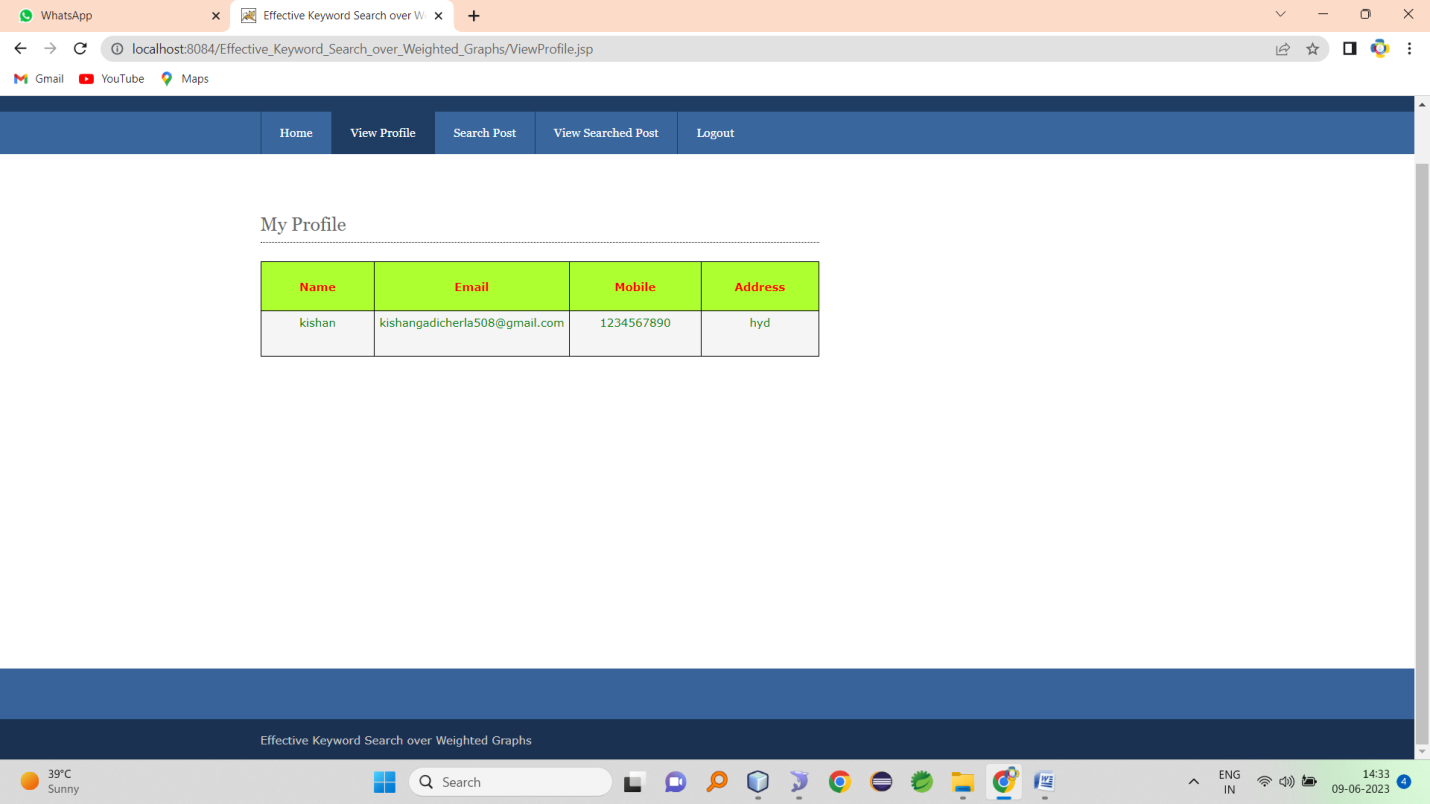 WhatsApp
Effective Keyword Search over W
localhost:8084/Effective_Keyword_Search_over_Weighted_Graphs/ViewProfile.jsp
Gmail YouTube Maps
Home View Profile Search Post View Searched Post Logout
My Profile
Name Email Mobile Address
kishan kishangadicherla508@gmail.com 1234567890 hyd
Effective Keyword Search over Weighted Graphs
39°C
Sunny
Search
ENG
IN
14:33
09-06-2023
4